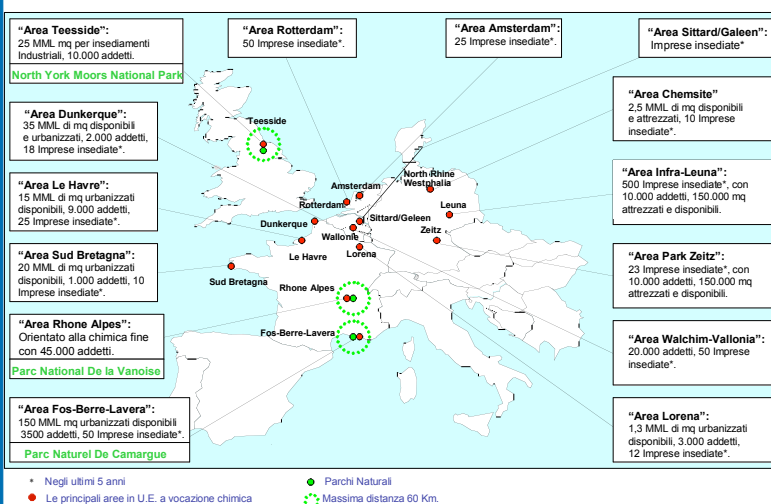 “Area Teesside”:
25 MML mq per insediamenti
Industriali, 10.000 addetti.
North York Moors National Park
“Area Rotterdam”:
50 Imprese insediate*.
“Area Amsterdam”:
25 Imprese insediate*.
“Area Sittard/Galeen”:
Imprese insediate*
“Area Dunkerque”:
35 MML di mq disponibili
e urbanizzati, 2.000 addetti,
18 Imprese insediate*.
“Area Le Havre”:
15 MML di mq urbanizzati
disponibili, 9.000 addetti,
25 Imprese insediate*.
“Area Sud Bretagna”:
20 MML di mq urbanizzati
disponibili, 1.000 addetti, 10
Imprese insediate*.
“Area Rhone Alpes”:
Orientato alla chimica fine
con 45.000 addetti.
Parc National De la Vanoise
“Area Fos-Berre-Lavera”:
150 MML mq urbanizzati disponibili
3500 addetti, 50 Imprese insediate*.
Parc Naturel De Camargue
Teesside
Amsterdam
Rotterdam
North Rhine
Westphalia
Leuna
Dunkerque
Sittard/Geleen
Wallonie
Zeitz
Le Havre
Lorena
Sud Bretagna
Rhone Alpes
Fos-Berre-Lavera
“Area Chemsite”
2,5 MML di mq disponibili
e attrezzati, 10 Imprese
insediate*.
“Area Infra-Leuna”:
500 Imprese insediate*, con
10.000 addetti, 150.000 mq
attrezzati e disponibili.
“Area Park Zeitz”:
23 Imprese insediate*, con
10.000 addetti, 150.000 mq
attrezzati e disponibili.
“Area Walchim-Vallonia”:
20.000 addetti, 50 Imprese
insediate*.
“Area Lorena”:
1,3 MML di mq urbanizzati
disponibili, 3.000 addetti,
12 Imprese insediate*.
* Negli ultimi 5 anni
Parchi Naturali
Le principali aree in U.E. a vocazione chimica
Massima distanza 60 Km.